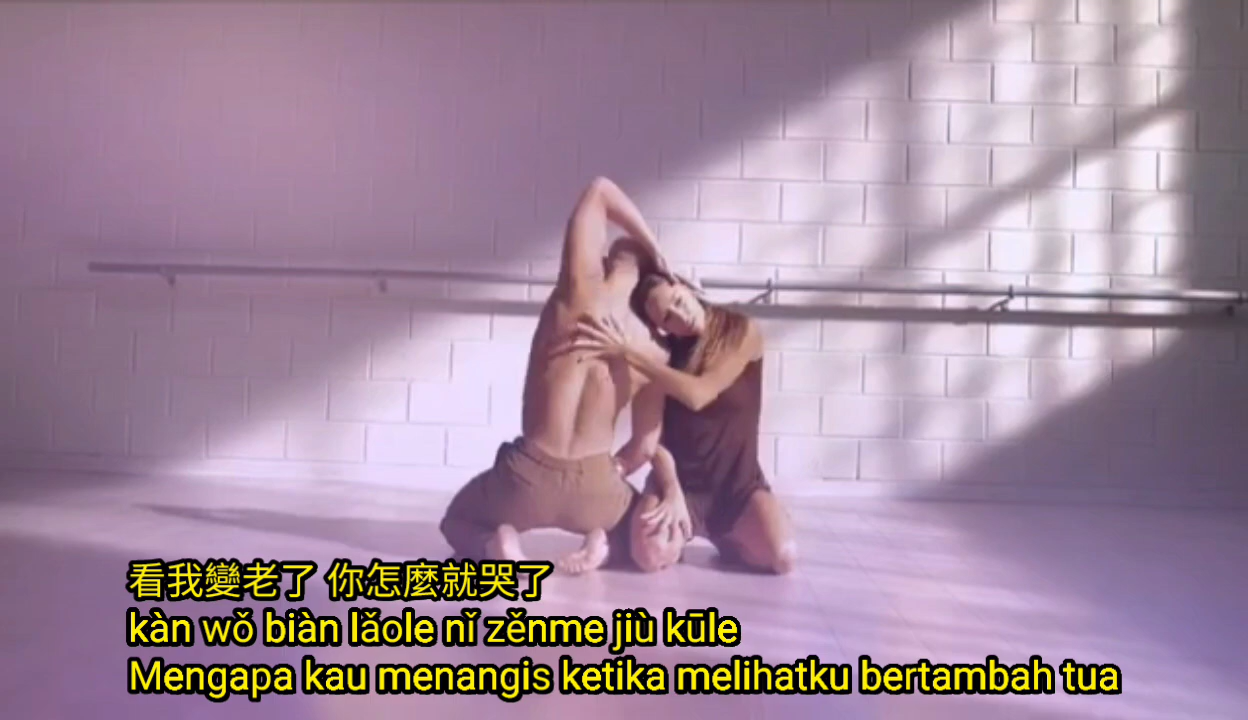 看我變老了 你怎麼就哭了
kàn wǒ biàn lǎole nǐ zěnme jiù kūle
Mengapa kau menangis ketika melihatku bertambah tua